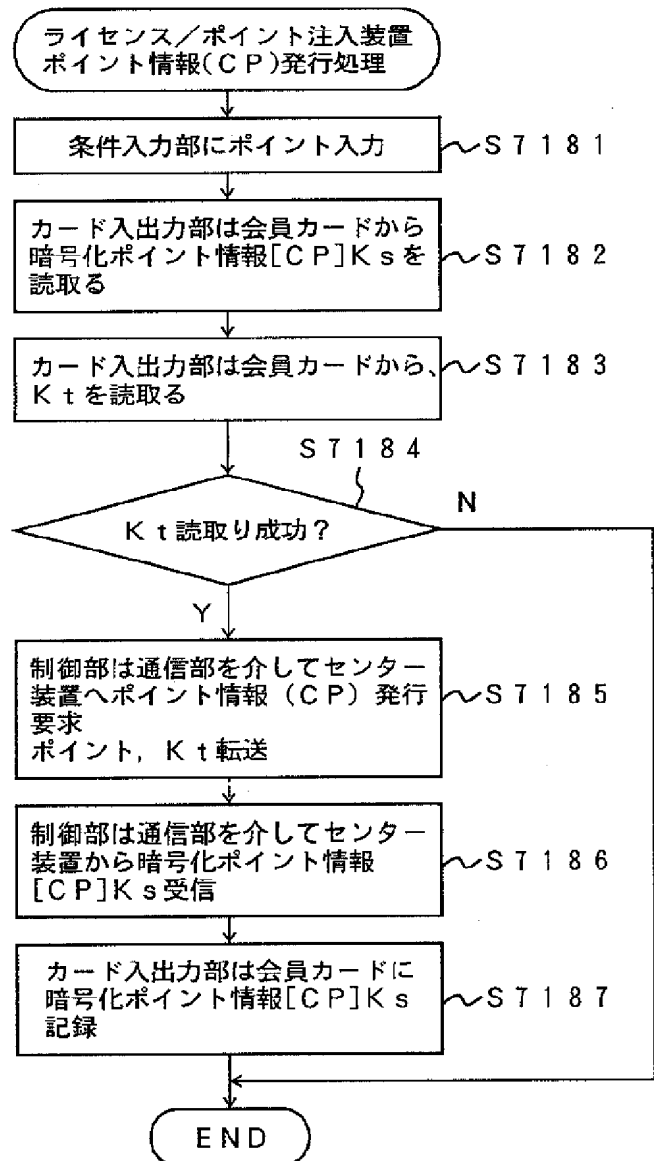 ライセンス／ポイント注入装置
ポイント情報(CP)発行処理
条件入力部にポイント入力
S7181
カード入出力部は会員カードから
暗号化ポイント情報[CP]Ksを
読取る
S7182
カード入出力部は会員カードから、
Ktを読取る
S7183
S7184
Kt読取り成功？
N
Y
制御部は通信部を介してセンター
装置へポイント情報（CP）発行
要求
ポイント，Kt転送
S7185
制御部は通信部を介してセンター
装置から暗号化ポイント情報
[CP]Ks受信
S7186
カード入出力部は会員カードに
暗号化ポイント情報[CP]Ks
記録
S7187
END